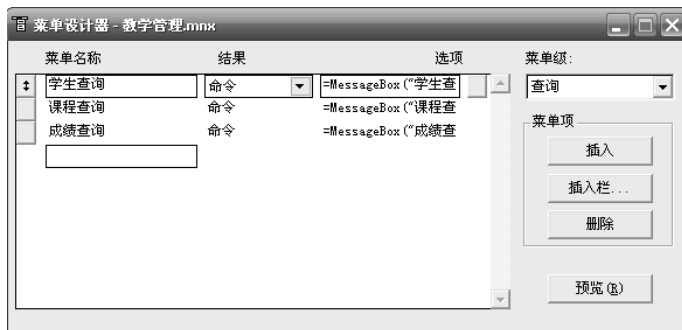 菜单设计器 - 教学管理.mnx
菜单名称 结果 选项 菜单级:
学生查询 命令 =MessageBox ("学生查 查询
课程查询 命令 =MessageBox ("课程查
成绩查询 命令 =MessageBox ("成绩查
菜单项
插入
插入栏...
删除
预览(R)